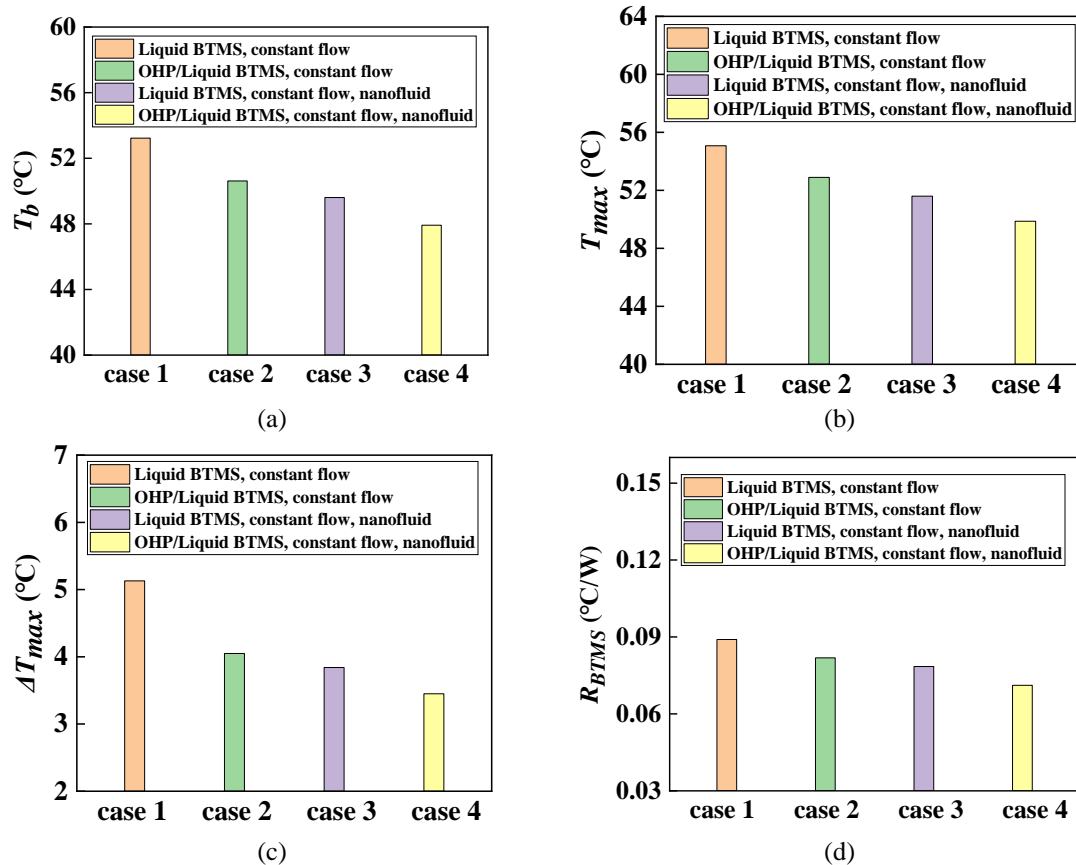 60
56
52
48
44
40
T_b (°C)
Liquid BTMS, constant flow
OHP/Liquid BTMS, constant flow
Liquid BTMS, constant flow, nanofluid
OHP/Liquid BTMS, constant flow, nanofluid
case 1 case 2 case 3 case 4
(a)
64
60
56
52
48
44
40
T_max (°C)
Liquid BTMS, constant flow
OHP/Liquid BTMS, constant flow
Liquid BTMS, constant flow, nanofluid
OHP/Liquid BTMS, constant flow, nanofluid
case 1 case 2 case 3 case 4
(b)
7
6
5
4
3
2
ΔT_max (°C)
Liquid BTMS, constant flow
OHP/Liquid BTMS, constant flow
Liquid BTMS, constant flow, nanofluid
OHP/Liquid BTMS, constant flow, nanofluid
case 1 case 2 case 3 case 4
(c)
0.15
0.12
0.09
0.06
0.03
R_BTMS (°C/W)
Liquid BTMS, constant flow
OHP/Liquid BTMS, constant flow
Liquid BTMS, constant flow, nanofluid
OHP/Liquid BTMS, constant flow, nanofluid
case 1 case 2 case 3 case 4
(d)